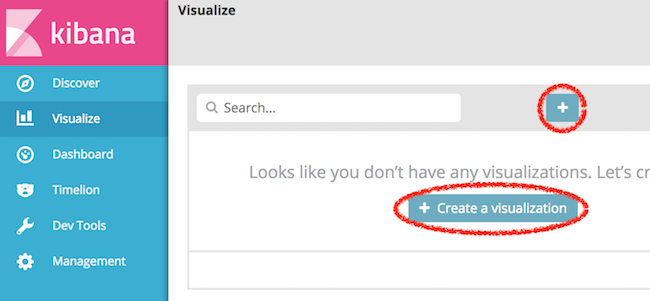 kibana
Discover
Visualize
Dashboard
Timelion
Dev Tools
Management
Visualize
Search...
+
Looks like you don't have any visualizations. Let's cr
+ Create a visualization